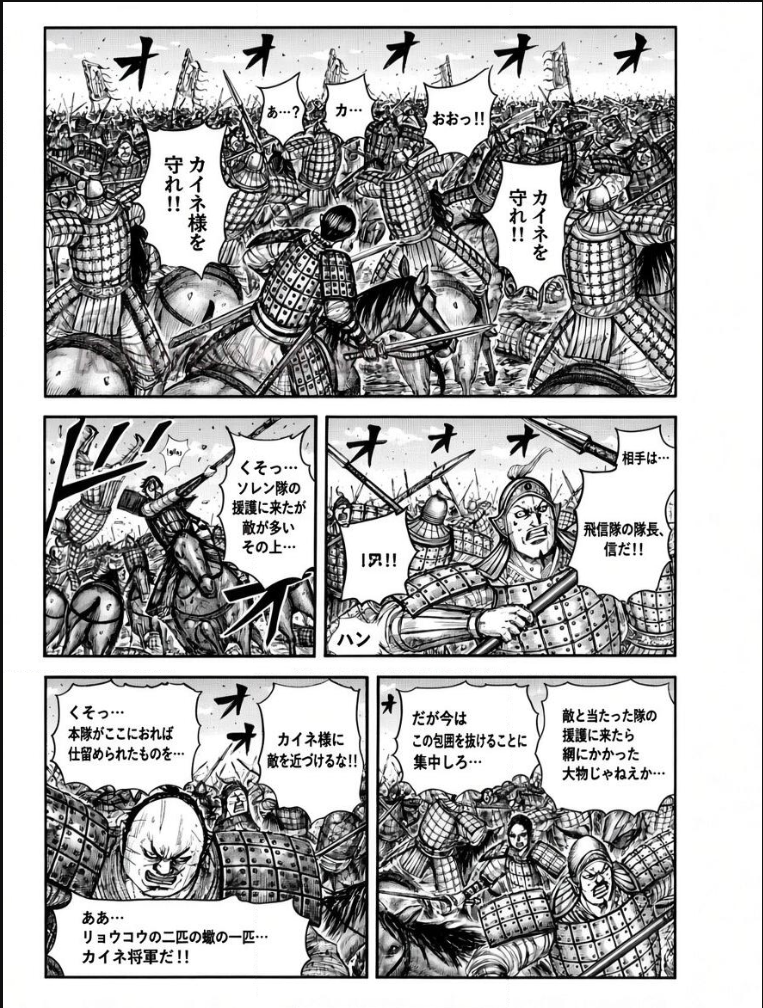 オ
オ
オ
オ
オ
おおっ!!
カ…
あ…?
カイネを
守れ!!
カイネ様を
守れ!!
オ
オ
オ
相手は…
飛信隊の隊長、
信だ!!
ハン
くそっ…
ソレン隊の
援護に来たが
敵が多い
その上…
ド
オ
敵と当たった隊の
援護に来たら
網にかかった
大物じゃねえか…
だが今は
この包囲を抜けることに
集中しろ…
オ
オ
オ
カイネ様に
敵を近づけるな!!
くそっ…
本隊がここにおれば
仕留められたものを…
ああ…
リョウコウの二匹の蠍の一匹…
カイネ将軍だ!!